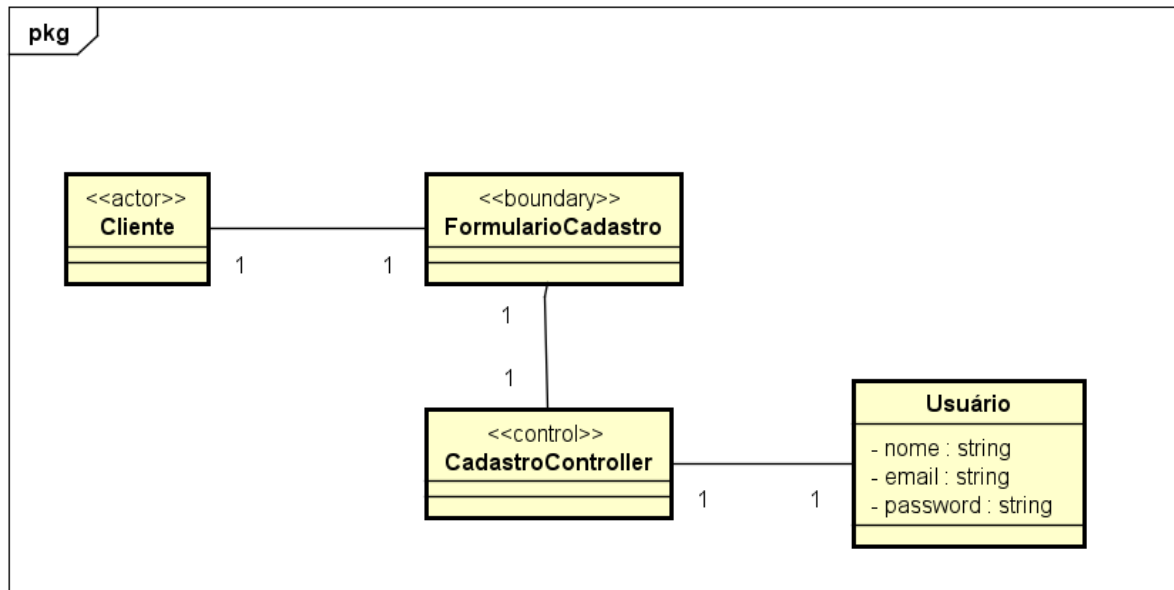 pkg
<<actor>>
Cliente
<<boundary>>
FormularioCadastro
1
1
1
1
<<control>>
CadastroController
Usuário
- nome : string
- email : string
- password : string
1
1